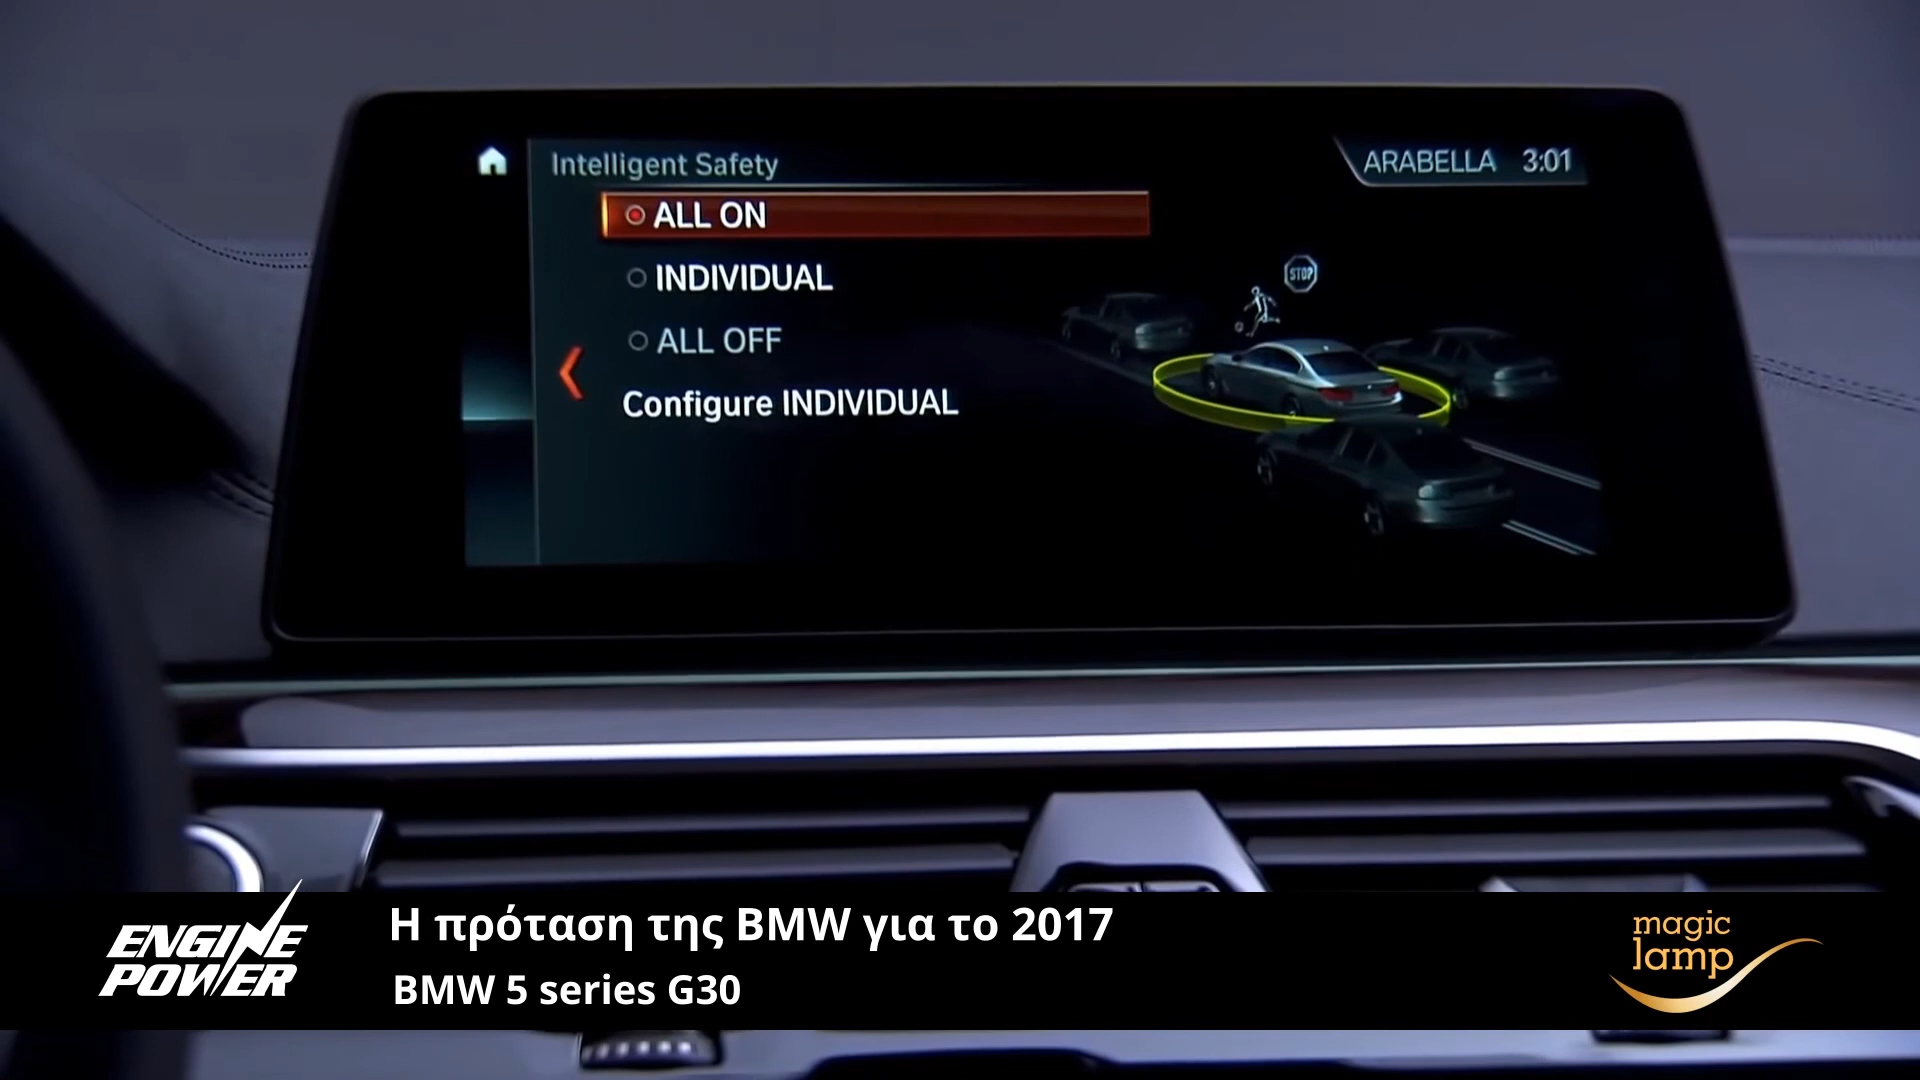 Intelligent Safety
ARABELLA 3:01
ALL ON
INDIVIDUAL
ALL OFF
Configure INDIVIDUAL
STOP
ENGINE
POWER
Η πρόταση της BMW για το 2017
BMW 5 series G30
magic
lamp